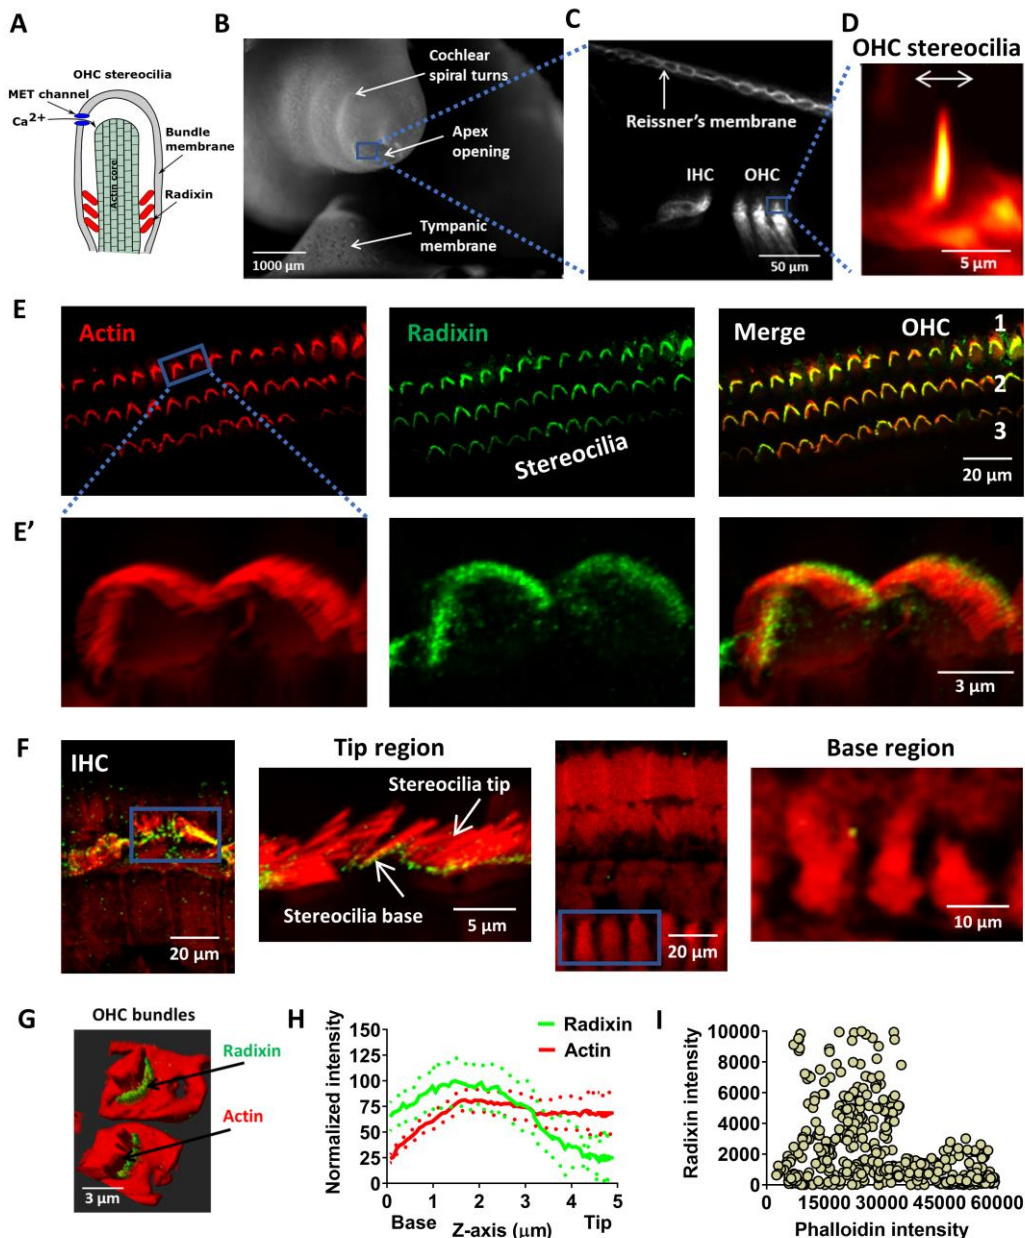 A
OHC stereocilia
MET channel
Ca2+
Bundle
membrane
Actin core
Radixin
B
Cochlear
spiral turns
Apex
opening
Tympanic
membrane
1000 μm
C
Reissner's membrane
IHC
OHC
50 μm
D
OHC stereocilia
5 μm
E
Actin
Radixin
Stereocilia
Merge
OHC
1
2
3
20 μm
E'
3 μm
F
IHC
20 μm
Tip region
Stereocilia tip
Stereocilia base
5 μm
20 μm
Base region
10 μm
G
OHC bundles
Radixin
Actin
3 μm
H
Normalized intensity
150
125
100
75
50
25
0
Radixin
Actin
0 1 2 3 4 5
Base Z-axis (μm) Tip
I
Radixin intensity
10000
8000
6000
4000
2000
0
0 15000 30000 45000 60000
Phalloidin intensity